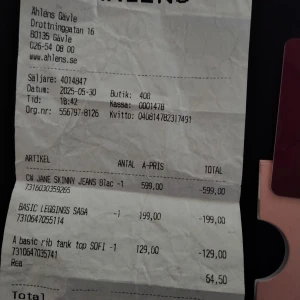 ÅHLÉNS
Åhlens Gävle
Drottninggatan 16
80135 Gävle
026-54 08 00
www.ahlens.se
Säljare: 4014847
Datum: 2025-05-30 Butik: 400
Tid: 18:42 Kassa: 0001478
Org.nr: 556797-8126 Kvitto: 040014782317491
ARTIKEL ANTAL A-PRIS TOTAL
CN JANE SKINNY JEANS Blac -1 599,00 -599,00
7316030359265
BASIC LEGGINGS SAGA -1 199,00 -199,00
7310647055114
A basic rib tank top SOFI -1 129,00 -129,00
7310647035741
Rea 64,50
Total